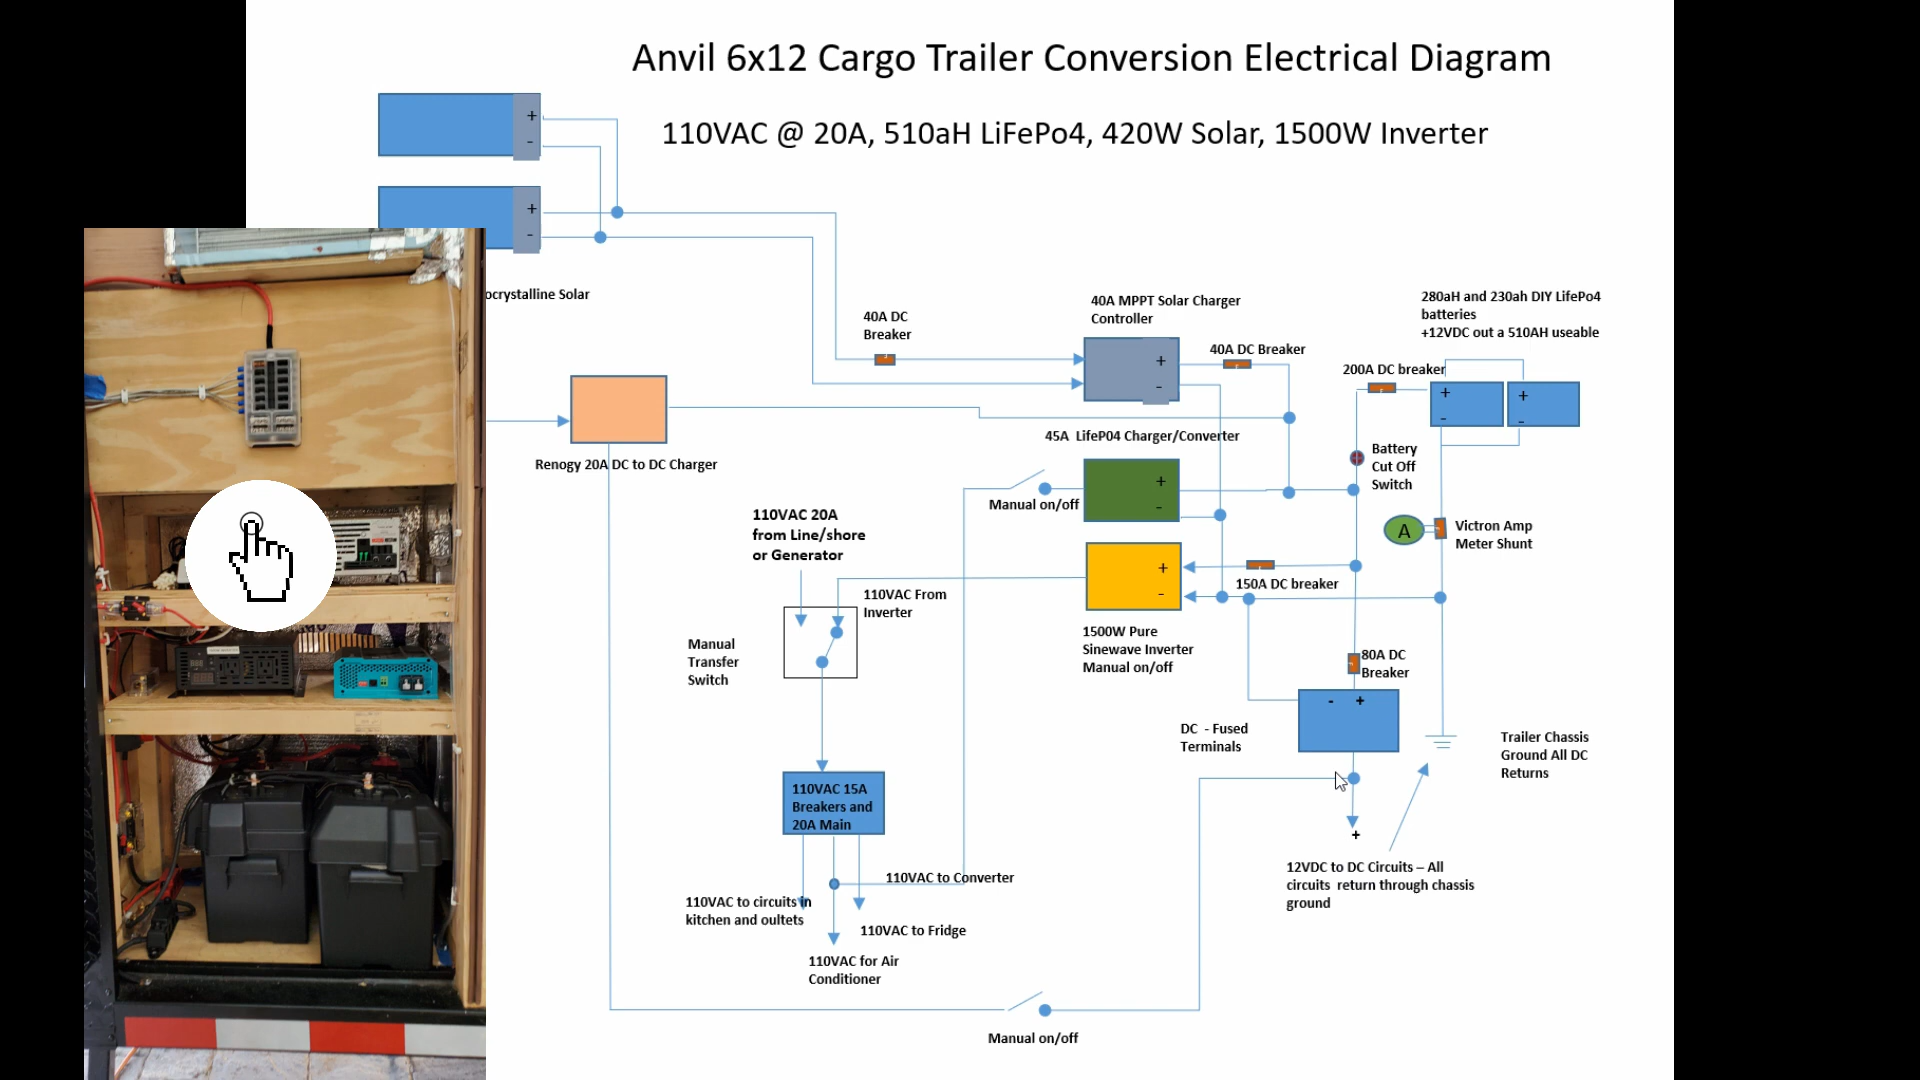 Anvil 6x12 Cargo Trailer Conversion Electrical Diagram
110VAC @ 20A, 510aH LiFePo4, 420W Solar, 1500W Inverter
+
-
+
-
ocrystalline Solar
40A DC
Breaker
40A MPPT Solar Charger
Controller
+
-
40A DC Breaker
280aH and 230ah DIY LifePo4
batteries
+12VDC out a 510AH useable
200A DC breaker
+
-
+
-
Renogy 20A DC to DC Charger
45A LifeP04 Charger/Converter
+
-
Manual on/off
Battery
Cut Off
Switch
A
Victron Amp
Meter Shunt
110VAC 20A
from Line/shore
or Generator
110VAC From
Inverter
+
-
150A DC breaker
1500W Pure
Sinewave Inverter
Manual on/off
Manual
Transfer
Switch
80A DC
Breaker
- +
DC - Fused
Terminals
Trailer Chassis
Ground All DC
Returns
110VAC 15A
Breakers and
20A Main
+
12VDC to DC Circuits – All
circuits return through chassis
ground
110VAC to Converter
110VAC to circuits in
kitchen and oultets
110VAC to Fridge
110VAC for Air
Conditioner
Manual on/off